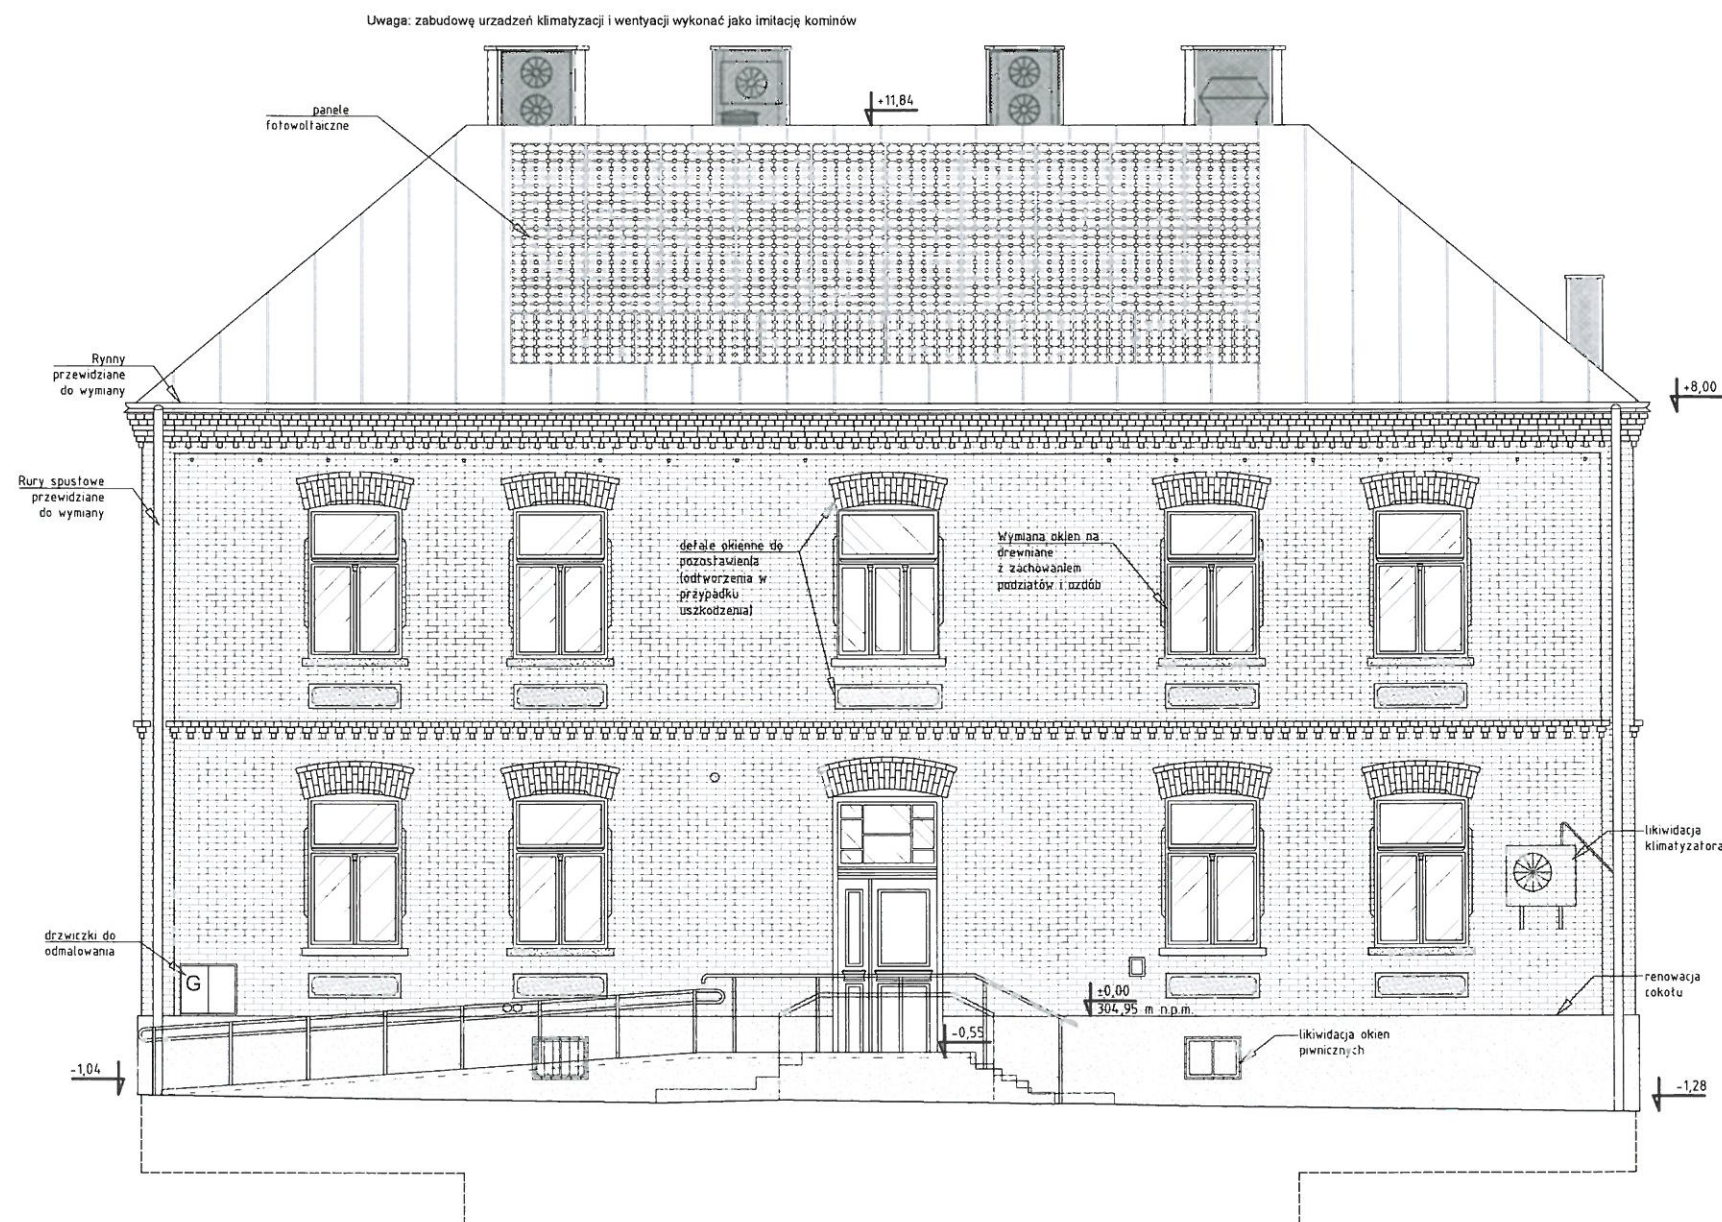 Uwaga: zabudowę urzadzeń klimatyzacji i wentyacji wykonać jako imitację kominów
+11,84
panele
fotowoltaiczne
Rynny
przewidziane
do wymiany
+8,00
Rury spustowe
przewidziane
do wymiany
detale okienne do
pozostawienia
(odtworzenia w
przypadku
uszkodzenia)
Wymiana okien na
drewniane
z zachowaniem
podziałów i ozdób
likwidacja
klimatyzatora
drzwiczki do
odmalowania
G
±0,00
304,95 m n.p.m.
renowacja
cokołu
-0,55
likwidacja okien
piwnicznych
-1,04
-1,28